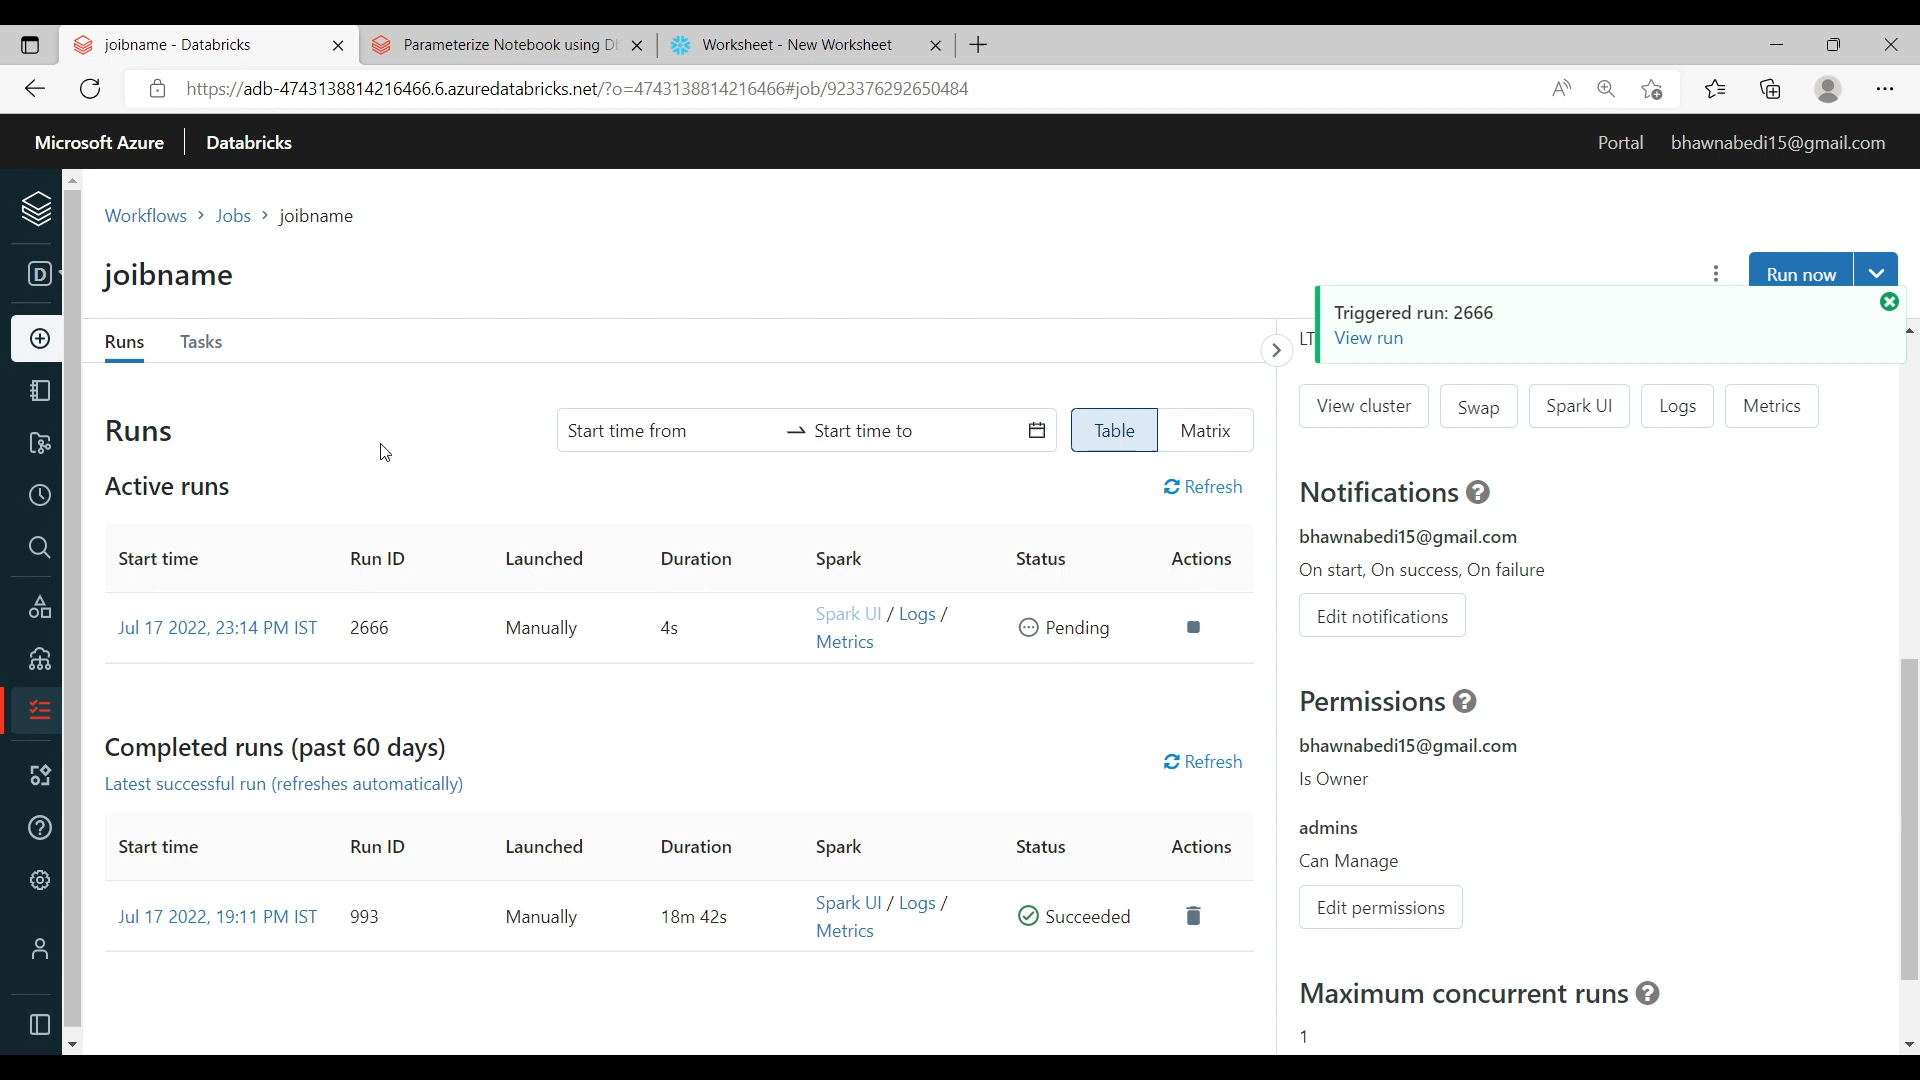 joibname - Databricks
Parameterize Notebook using D
Worksheet - New Worksheet
https://adb-4743138814216466.6.azuredatabricks.net/?o=4743138814216466#job/923376292650484
Microsoft Azure Databricks
Portal bhawnabedi15@gmail.com
D
Workflows > Jobs > joibname
joibname
Run now
Triggered run: 2666
View run
Runs Tasks
LT
View cluster Swap Spark UI Logs Metrics
Runs
Start time from → Start time to
Table Matrix
Active runs
Refresh
Start time Run ID Launched Duration Spark Status Actions
Jul 17 2022, 23:14 PM IST 2666 Manually 4s Spark UI / Logs / Pending
Metrics
Completed runs (past 60 days)
Refresh
Latest successful run (refreshes automatically)
Start time Run ID Launched Duration Spark Status Actions
Jul 17 2022, 19:11 PM IST 993 Manually 18m 42s Spark UI / Logs / Succeeded
Metrics
Notifications
bhawnabedi15@gmail.com
On start, On success, On failure
Edit notifications
Permissions
bhawnabedi15@gmail.com
Is Owner
admins
Can Manage
Edit permissions
Maximum concurrent runs
1